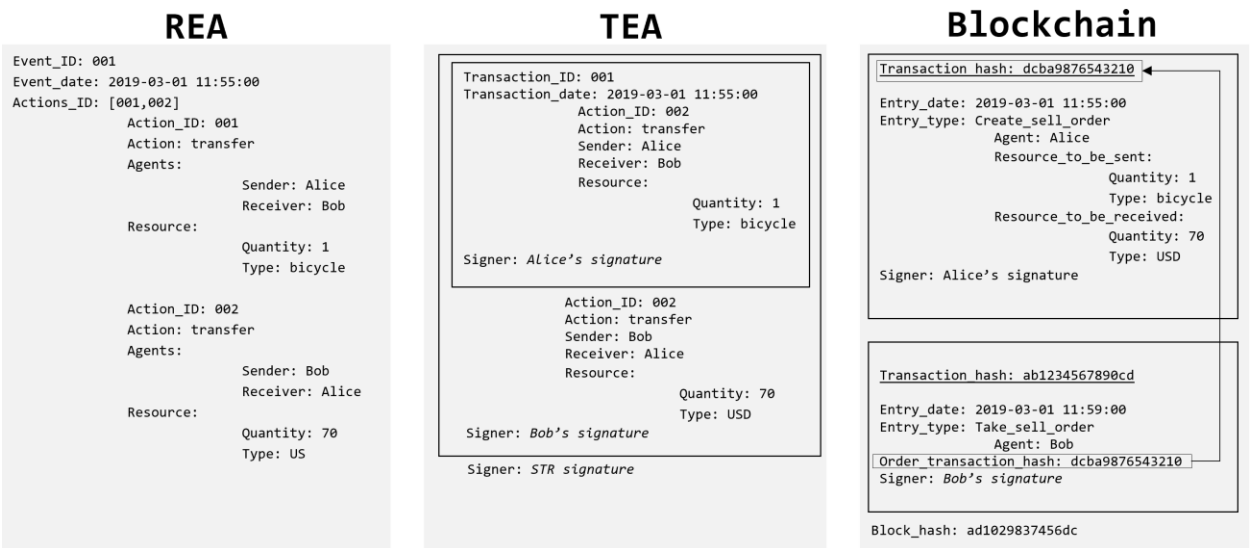 REA
Event_ID: 001
Event_date: 2019-03-01 11:55:00
Actions_ID: [001,002]
Action_ID: 001
Action: transfer
Agents:
Sender: Alice
Receiver: Bob
Resource:
Quantity: 1
Type: bicycle
Action_ID: 002
Action: transfer
Agents:
Sender: Bob
Receiver: Alice
Resource:
Quantity: 70
Type: US
TEA
Transaction_ID: 001
Transaction_date: 2019-03-01 11:55:00
Action_ID: 002
Action: transfer
Sender: Alice
Receiver: Bob
Resource:
Quantity: 1
Type: bicycle
Signer: Alice’s signature
Action_ID: 002
Action: transfer
Sender: Bob
Receiver: Alice
Resource:
Quantity: 70
Type: USD
Signer: Bob’s signature
Signer: STR signature
Blockchain
Transaction hash: dcba9876543210
Entry_date: 2019-03-01 11:55:00
Entry_type: Create_sell_order
Agent: Alice
Resource_to_be_sent:
Quantity: 1
Type: bicycle
Resource_to_be_received:
Quantity: 70
Type: USD
Signer: Alice’s signature
Transaction_hash: ab1234567890cd
Entry_date: 2019-03-01 11:59:00
Entry_type: Take_sell_order
Agent: Bob
Order_transaction_hash: dcba9876543210
Signer: Bob’s signature
Block_hash: ad1029837456dc